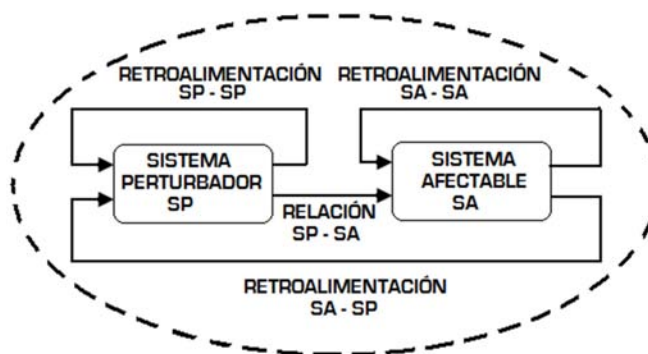 RETROALIMENTACIÓN
SP - SP
RETROALIMENTACIÓN
SA - SA
SISTEMA
PERTURBADOR
SP
SISTEMA
AFECTABLE
SA
RELACIÓN
SP - SA
RETROALIMENTACIÓN
SA - SP